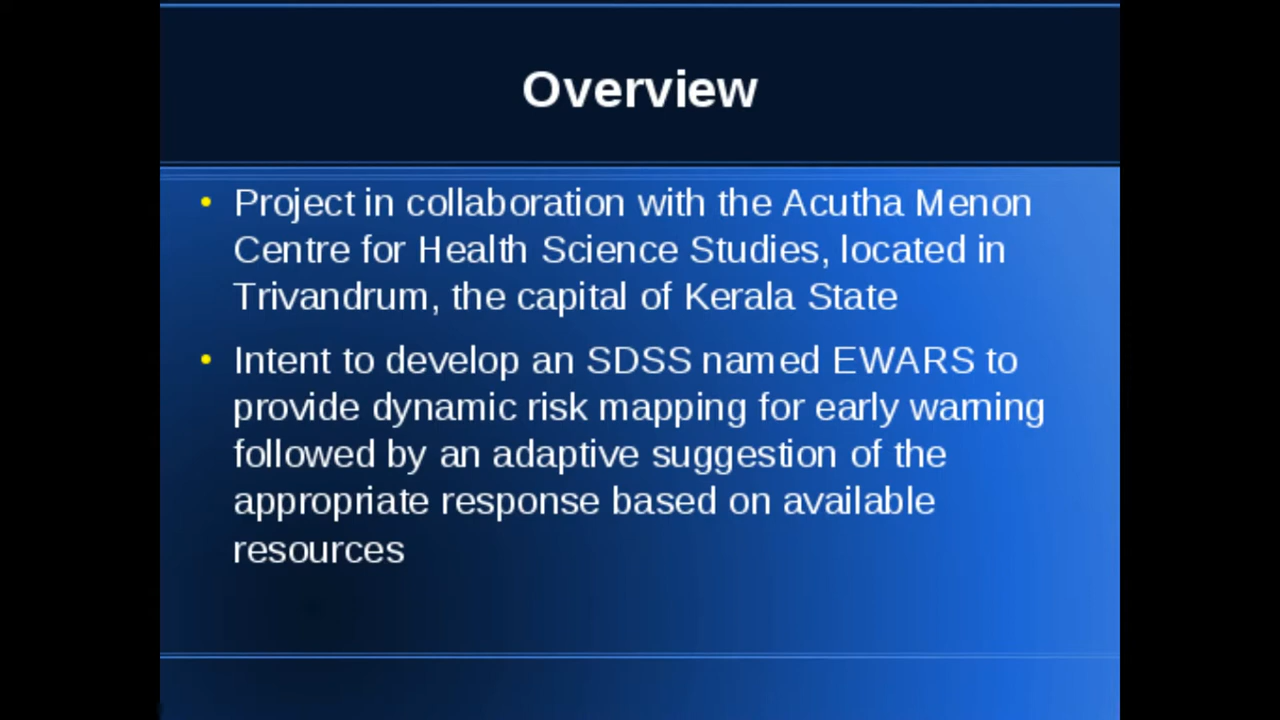 Overview
• Project in collaboration with the Acutha Menon
Centre for Health Science Studies, located in
Trivandrum, the capital of Kerala State
• Intent to develop an SDSS named EWARS to
provide dynamic risk mapping for early warning
followed by an adaptive suggestion of the
appropriate response based on available
resources